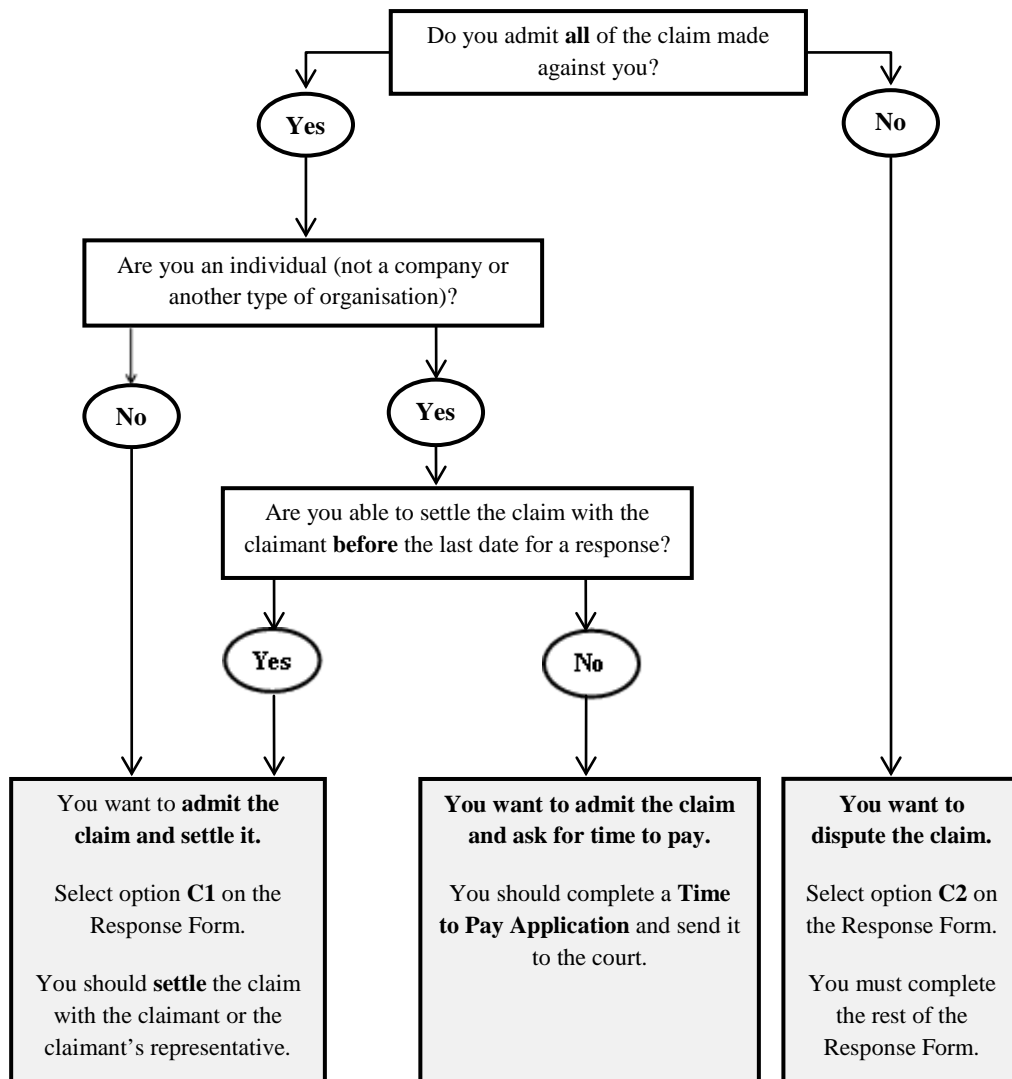 Do you admit all of the claim made
against you?
Yes
No
Are you an individual (not a company or
another type of organisation)?
No
Yes
Are you able to settle the claim with the
claimant before the last date for a response?
Yes
No
You want to admit the
claim and settle it.
Select option C1 on the
Response Form.
You should settle the claim
with the claimant or the
claimant’s representative.
You want to admit the claim
and ask for time to pay.
You should complete a Time
to Pay Application and send it
to the court.
You want to
dispute the claim.
Select option C2 on
the Response Form.
You must complete
the rest of the
Response Form.